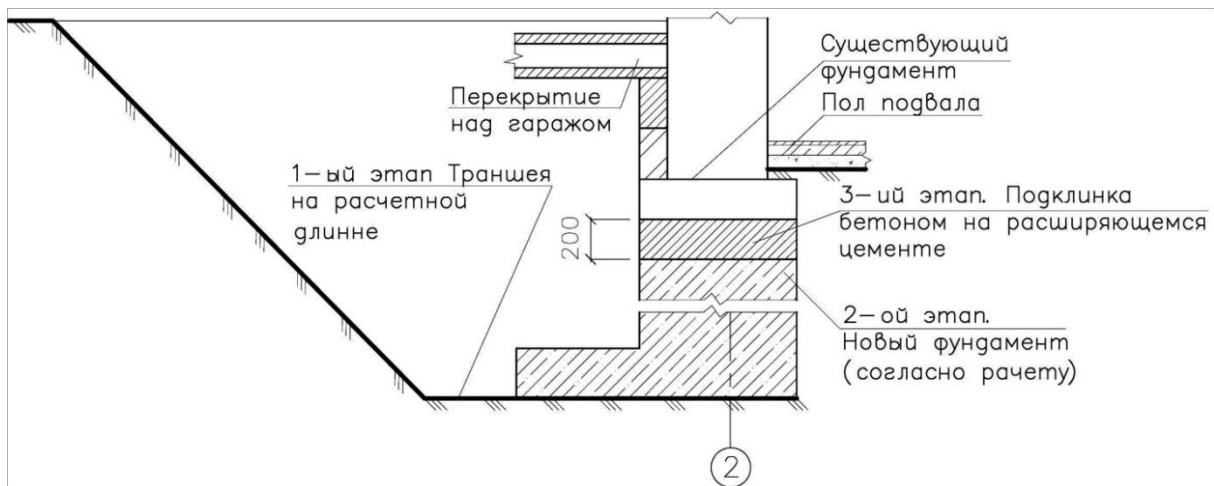 Существующий
фундамент
Перекрытие
над гаражом
Пол подвала
1–ый этап Траншея
на расчетной
длинне
3–ий этап. Подклинка
бетоном на расширяющемся
цементе
200
2–ой этап.
Новый фундамент
(согласно рачету)
2